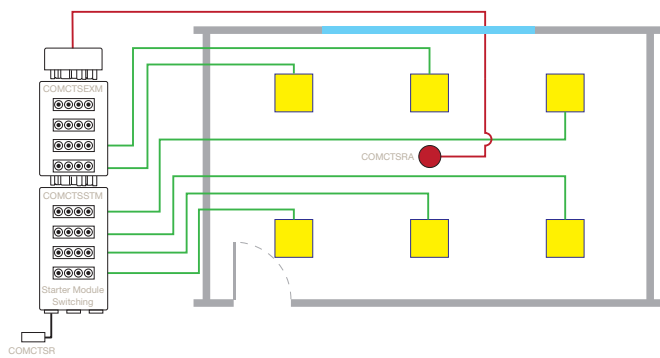 COMCTSEXM
COMCTSRA
COMCTSSTM
Starter Module
Switching
COMCTSR